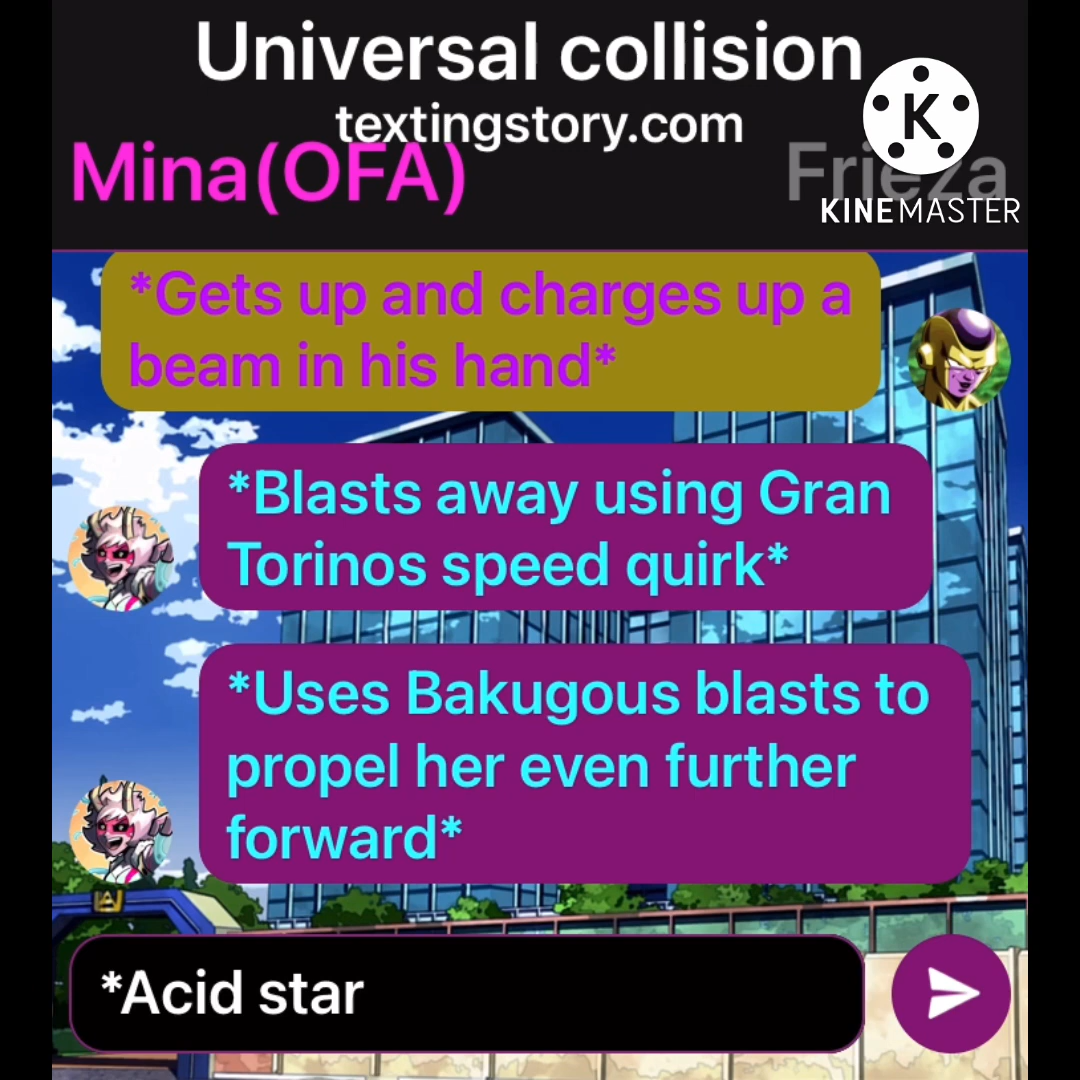 Universal collision
textingstory.com
Mina(OFA)
Frieza
K
KINEMASTER
*Gets up and charges up a
beam in his hand*
*Blasts away using Gran
Torinos speed quirk*
*Uses Bakugous blasts to
propel her even further
forward*
*Acid star